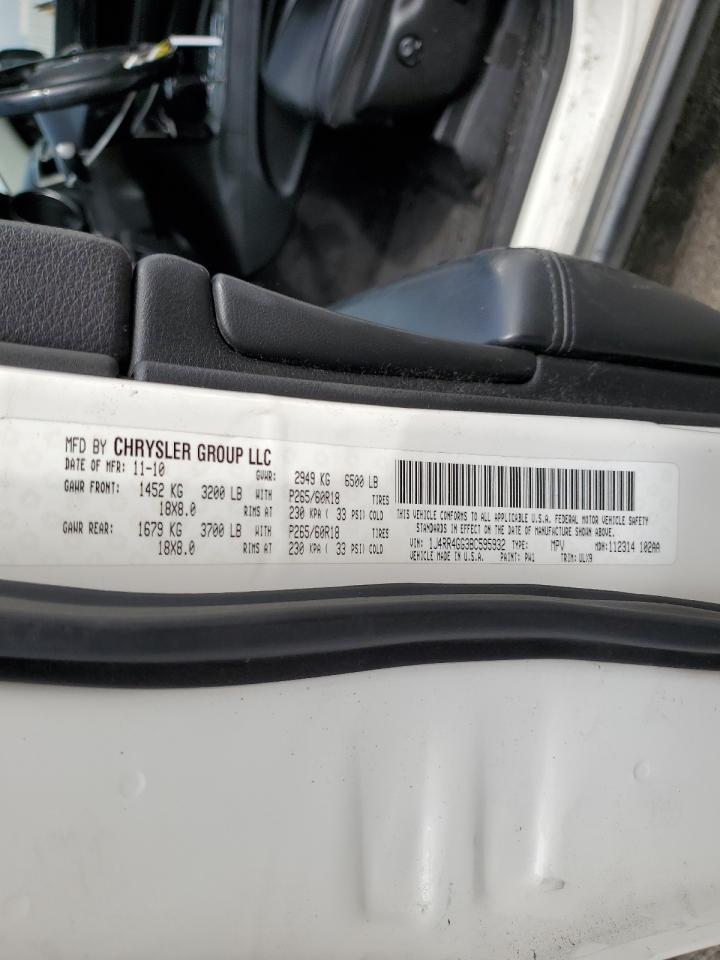 MFD BY CHRYSLER GROUP LLC
DATE OF MFR: 11-10 GVWR: 2949 KG 6500 LB
GAWR FRONT: 1452 KG 3200 LB WITH P265/60R18 TIRES
18X8.0 RIMS AT 230 KPA ( 33 PSI) COLD
GAWR REAR: 1679 KG 3700 LB WITH P265/60R18 TIRES
18X8.0 RIMS AT 230 KPA ( 33 PSI) COLD
THIS VEHICLE CONFORMS TO ALL APPLICABLE U.S.A. FEDERAL MOTOR VEHICLE SAFETY
STANDARDS IN EFFECT ON THE DATE OF MANUFACTURE SHOWN ABOVE.
VIN: 1J4RR4GG3BC595932 TYPE: MPV MDH: 112314 102AA
VEHICLE MADE IN U.S.A. PAINT: PW1 TRIM: ULX9